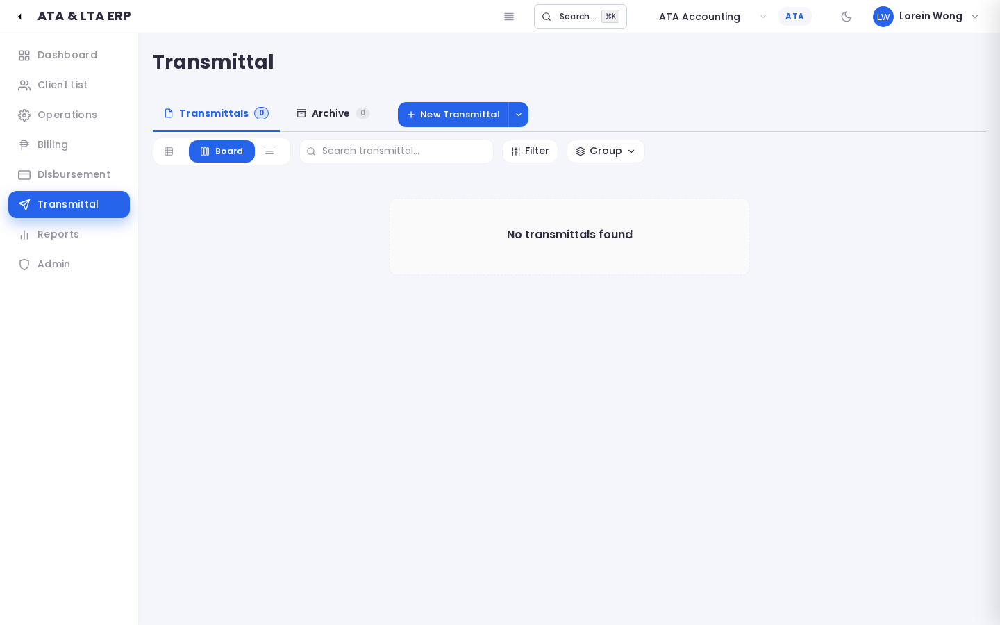 ATA & LTA ERP
Search... ⌘K
ATA Accounting
ATA
LW
Lorein Wong
Dashboard
Client List
Operations
Billing
Disbursement
Transmittal
Reports
Admin
Transmittal
Transmittals 0
Archive 0
New Transmittal
Board
Search transmittal...
Filter
Group
No transmittals found